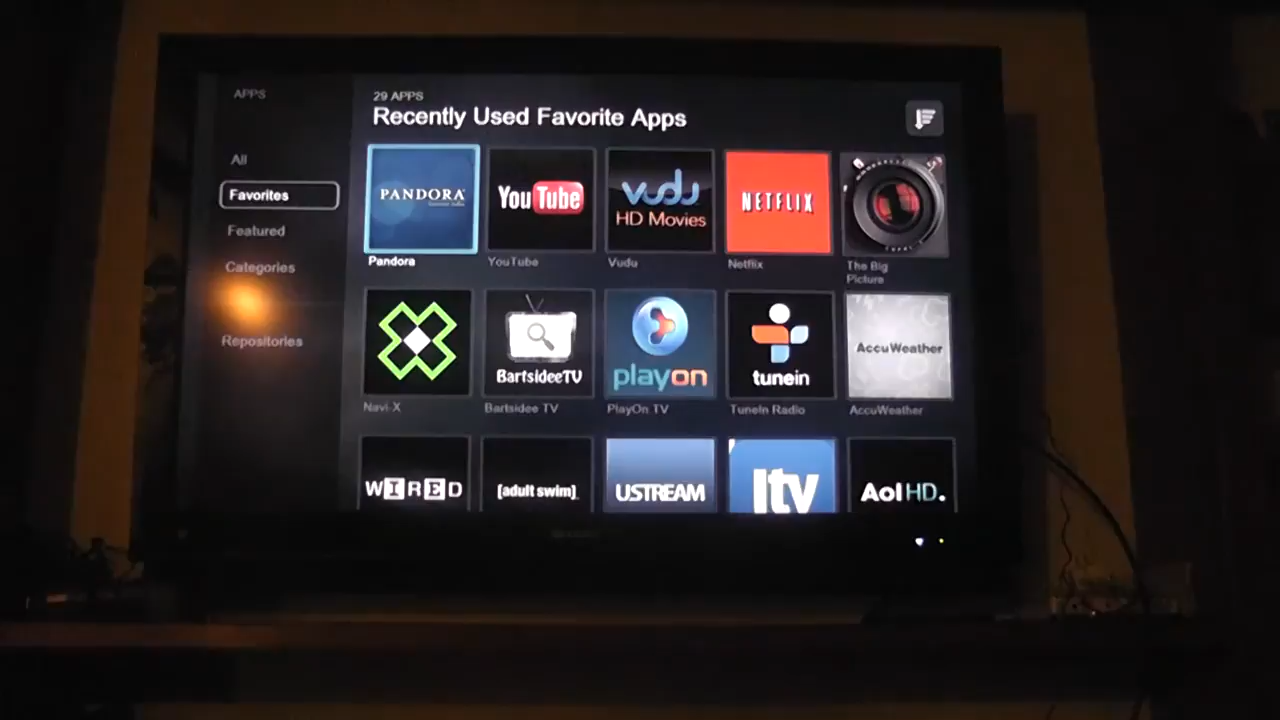 APPS
All
Favorites
Featured
Categories
Repositories
29 APPS
Recently Used Favorite Apps
PANDORA
Pandora
YouTube
YouTube
vudu
HD Movies
Vudu
NETFLIX
Netflix
The Big
Picture
Navi-X
BartsideeTV
Bartsidee TV
playon
PlayOn TV
tunein
TuneIn Radio
AccuWeather
AccuWeather
WIRED
[adult swim]
USTREAM
itv
Aol HD.